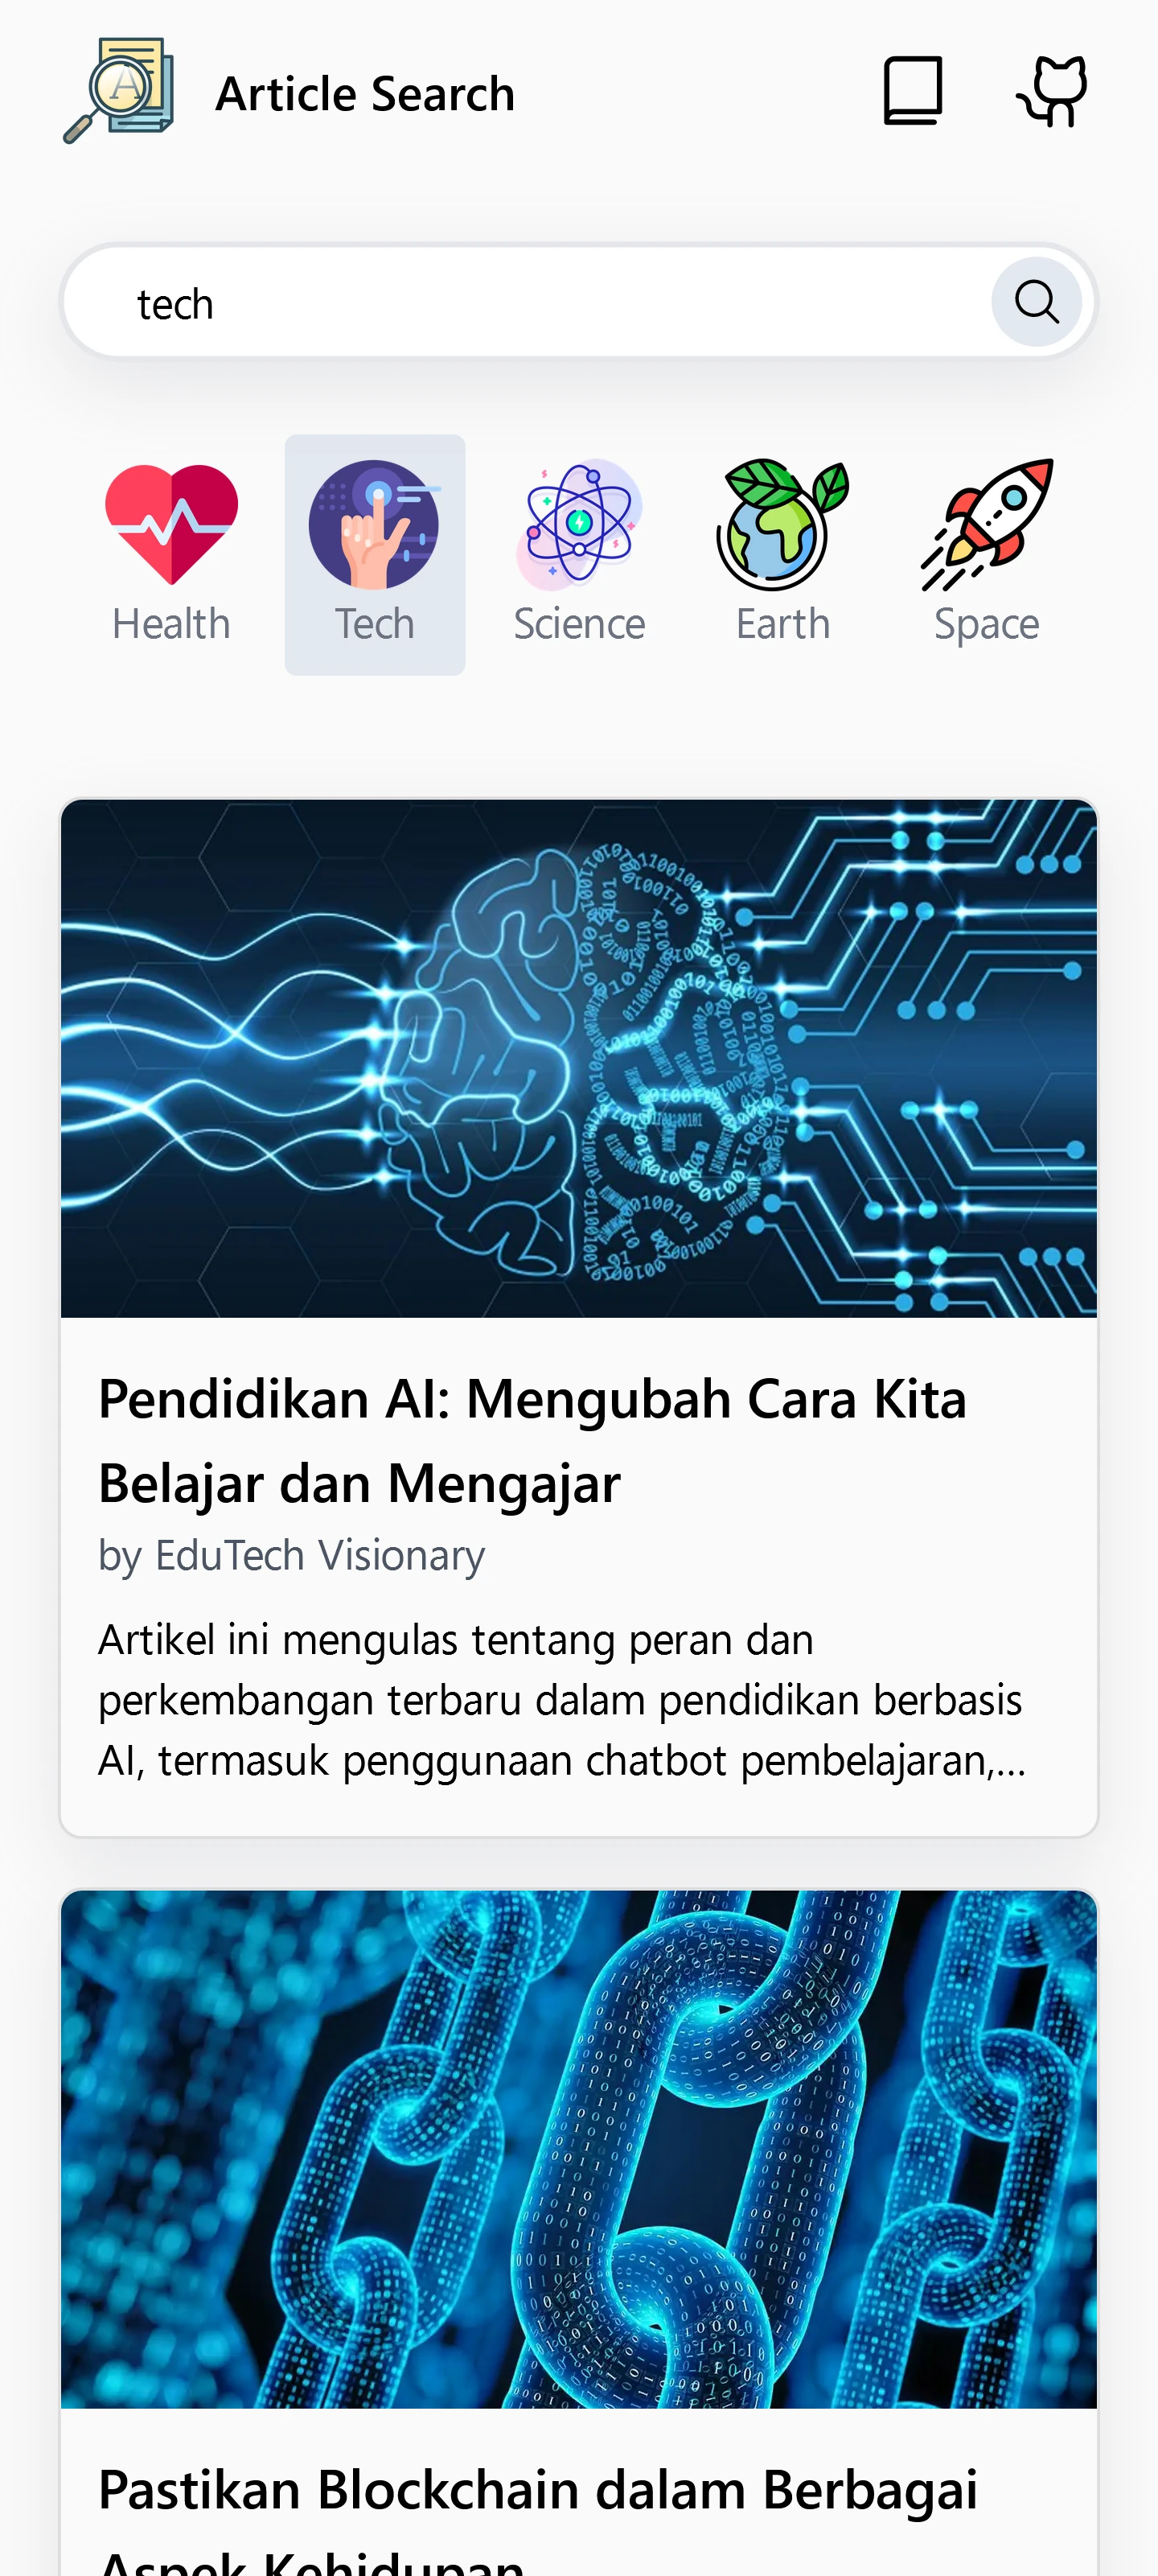 Article Search
tech
Health
Tech
Science
Earth
Space
Pendidikan AI: Mengubah Cara Kita
Belajar dan Mengajar
by EduTech Visionary
Artikel ini mengulas tentang peran dan
perkembangan terbaru dalam pendidikan berbasis
AI, termasuk penggunaan chatbot pembelajaran,...
Pastikan Blockchain dalam Berbagai
Aspek Kehidupan